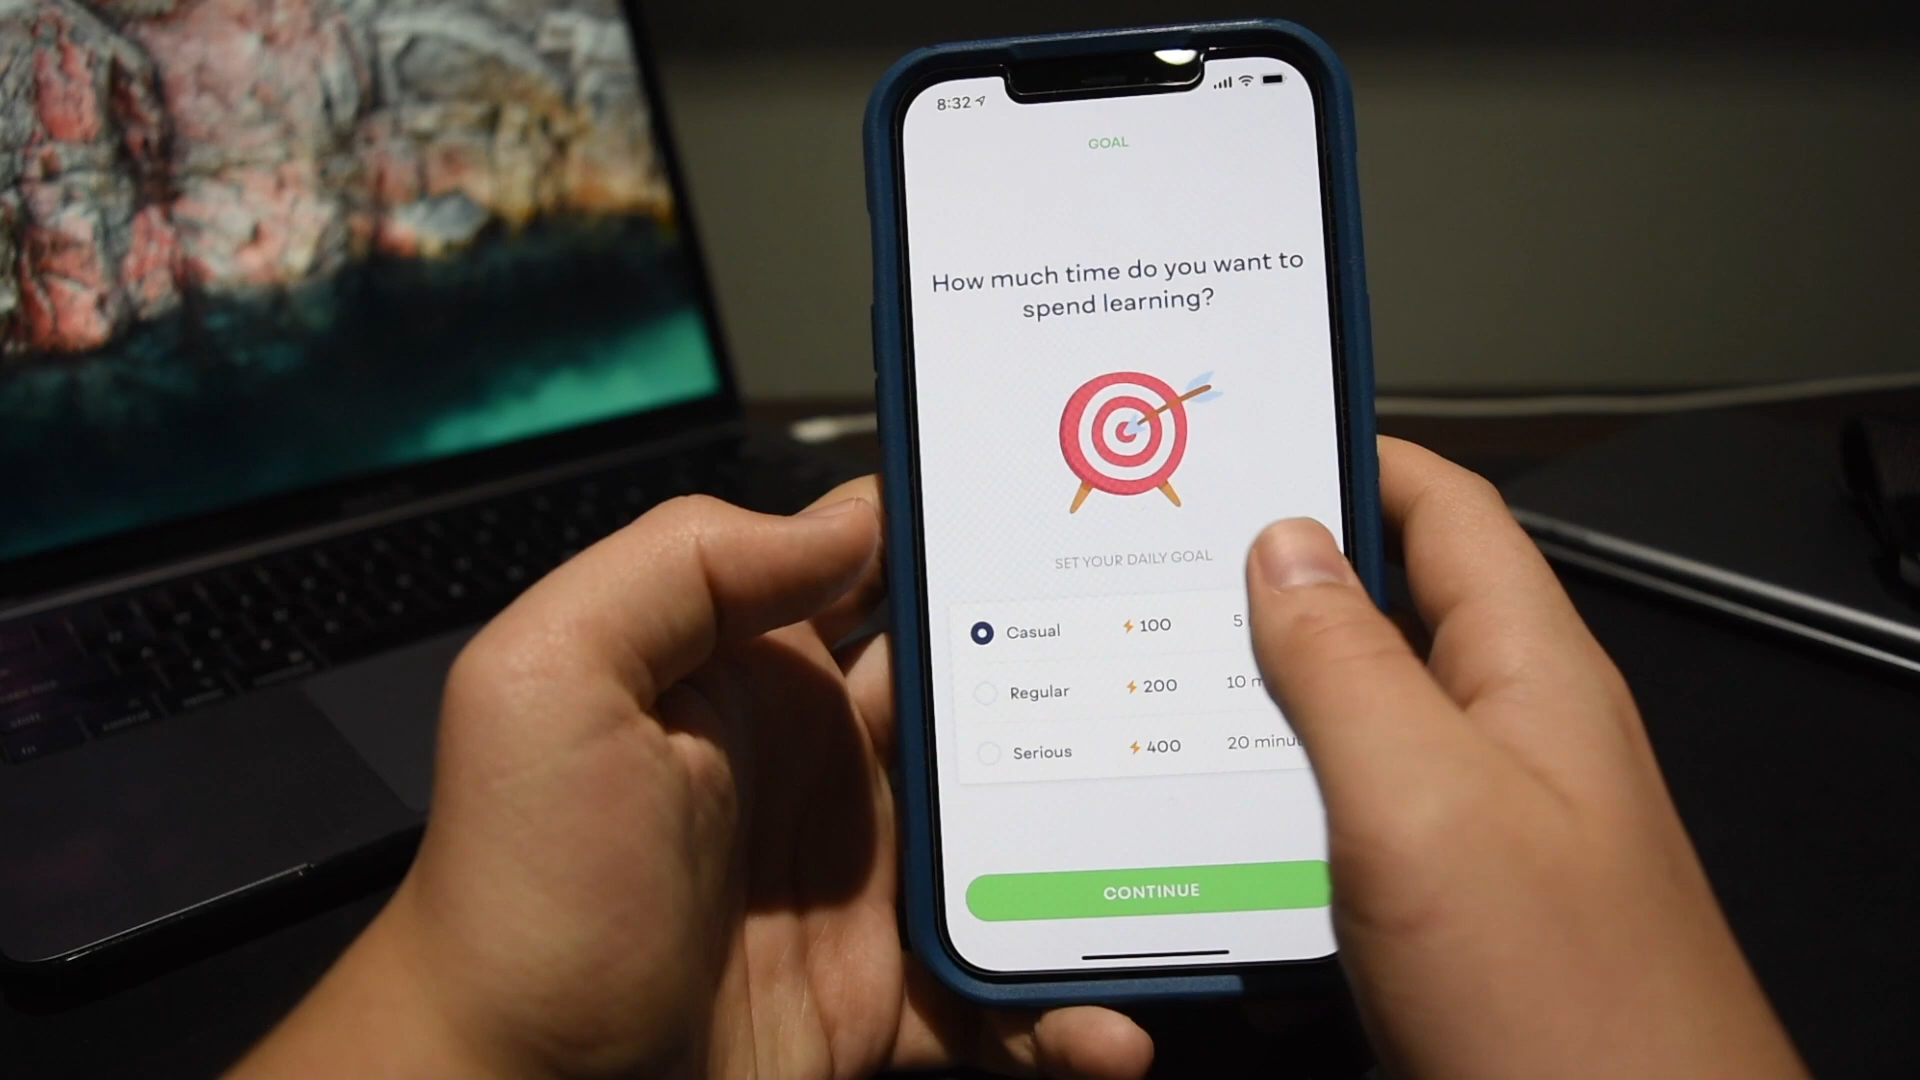 8:32
GOAL
How much time do you want to
spend learning?
SET YOUR DAILY GOAL
Casual 100 5
Regular 200 10
Serious 400 20
CONTINUE